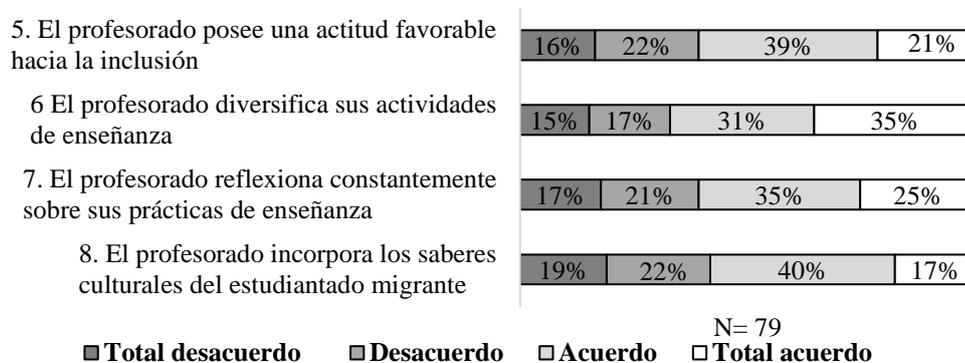 5. El profesorado posee una actitud favorable
hacia la inclusión
16% 22% 39% 21%
6 El profesorado diversifica sus actividades
de enseñanza
15% 17% 31% 35%
7. El profesorado reflexiona constantemente
sobre sus prácticas de enseñanza
17% 21% 35% 25%
8. El profesorado incorpora los saberes
culturales del estudiantado migrante
19% 22% 40% 17%
N= 79
Total desacuerdo Desacuerdo Acuerdo Total acuerdo